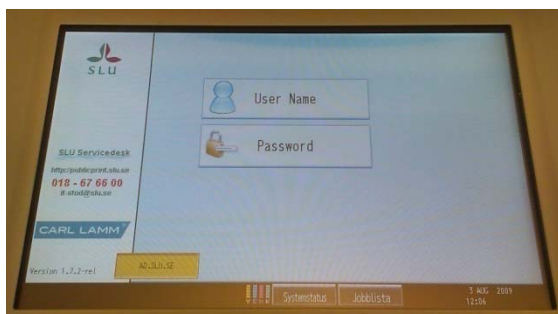 SLU
User Name
Password
SLU Servicedesk
http://publicprint.slu.se
018 - 67 66 00
it-stod@slu.se
CARL LAMM
Version 1.7.2-rel
AD.SLU.SE
Systemstatus
Jobblista
3 AUG 2009
12:06